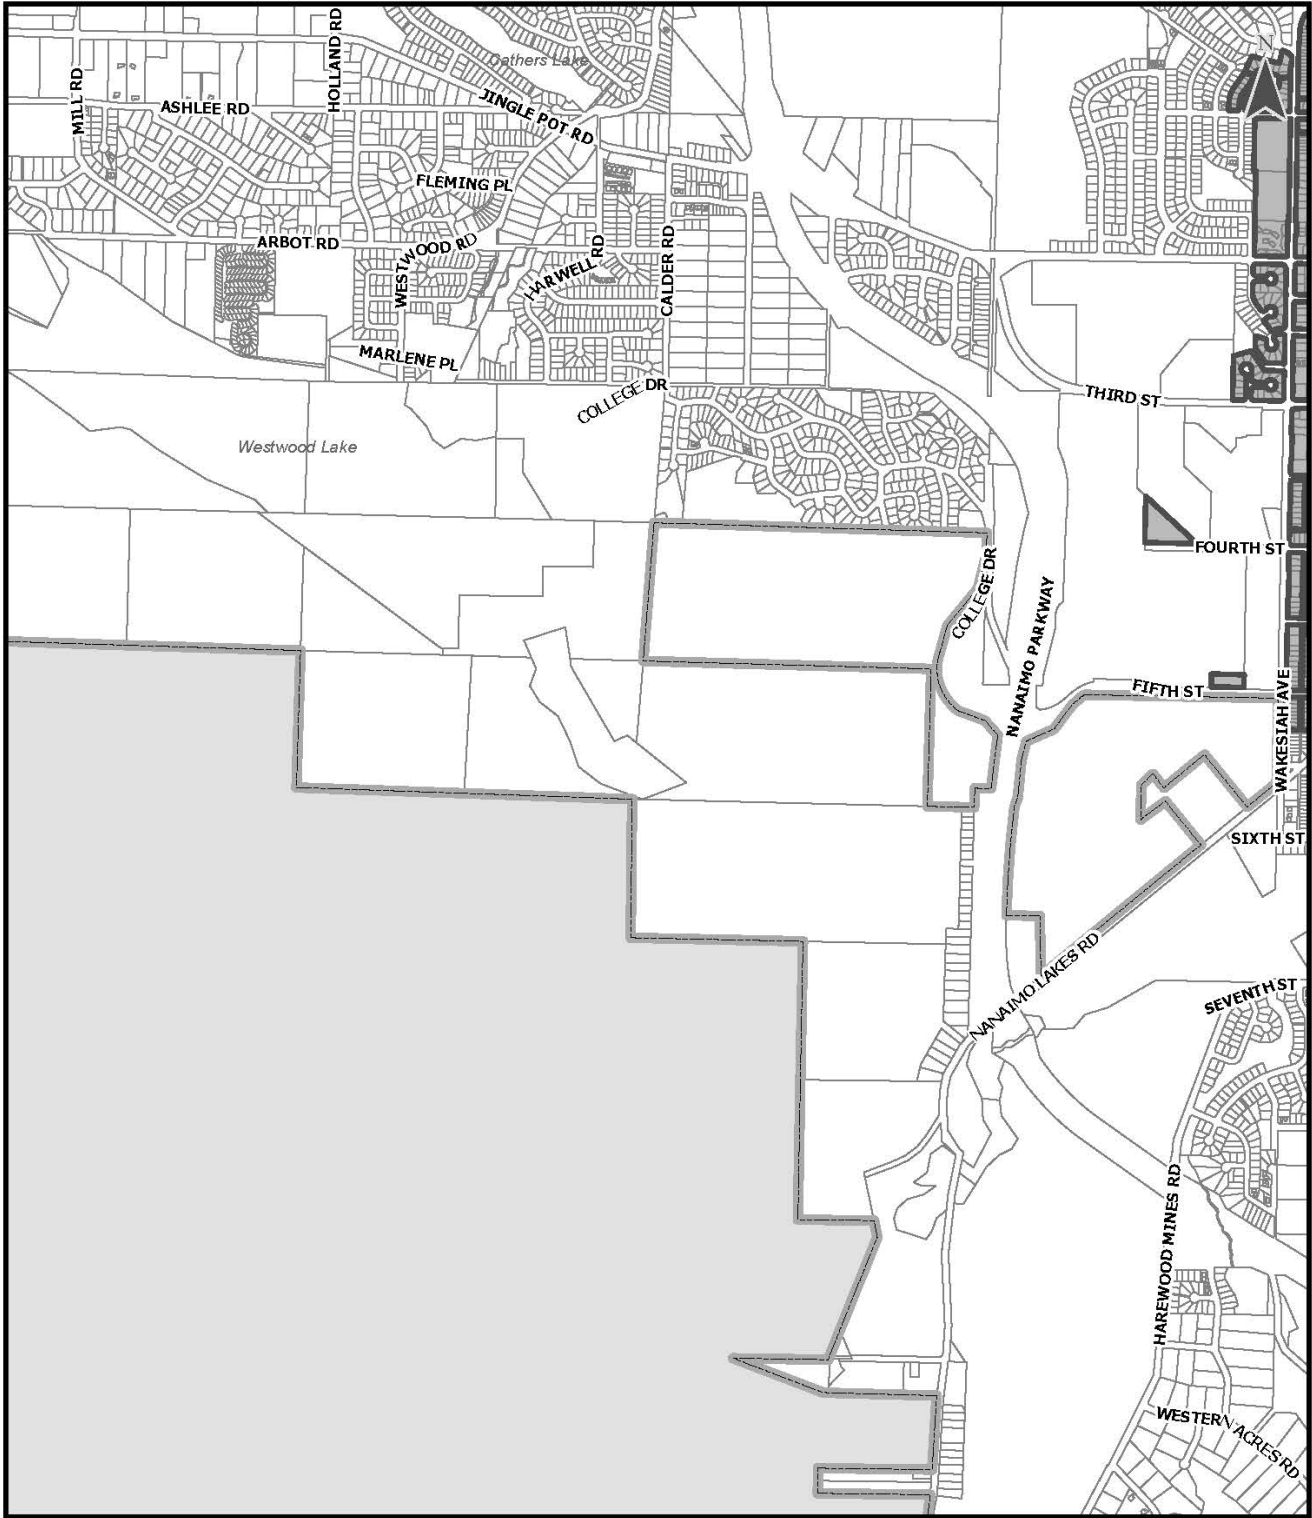 HOLLAND RD
N
Cathers Lake
MILL RD
ASHLEE RD
JINGLE POT RD
FLEMING PL
ARBOT RD
WESTWOOD RD
HARWELL RD
CALDER RD
MARLENE PL
COLLEGE DR
THIRD ST
Westwood Lake
FOURTH ST
COLLEGE DR
NANAIMO PARKWAY
FIFTH ST
WAKESIAH AVE
SIXTH ST
NANAIMO LAKES RD
SEVENTH ST
HAREWOOD MINES RD
WESTERN ACRES RD